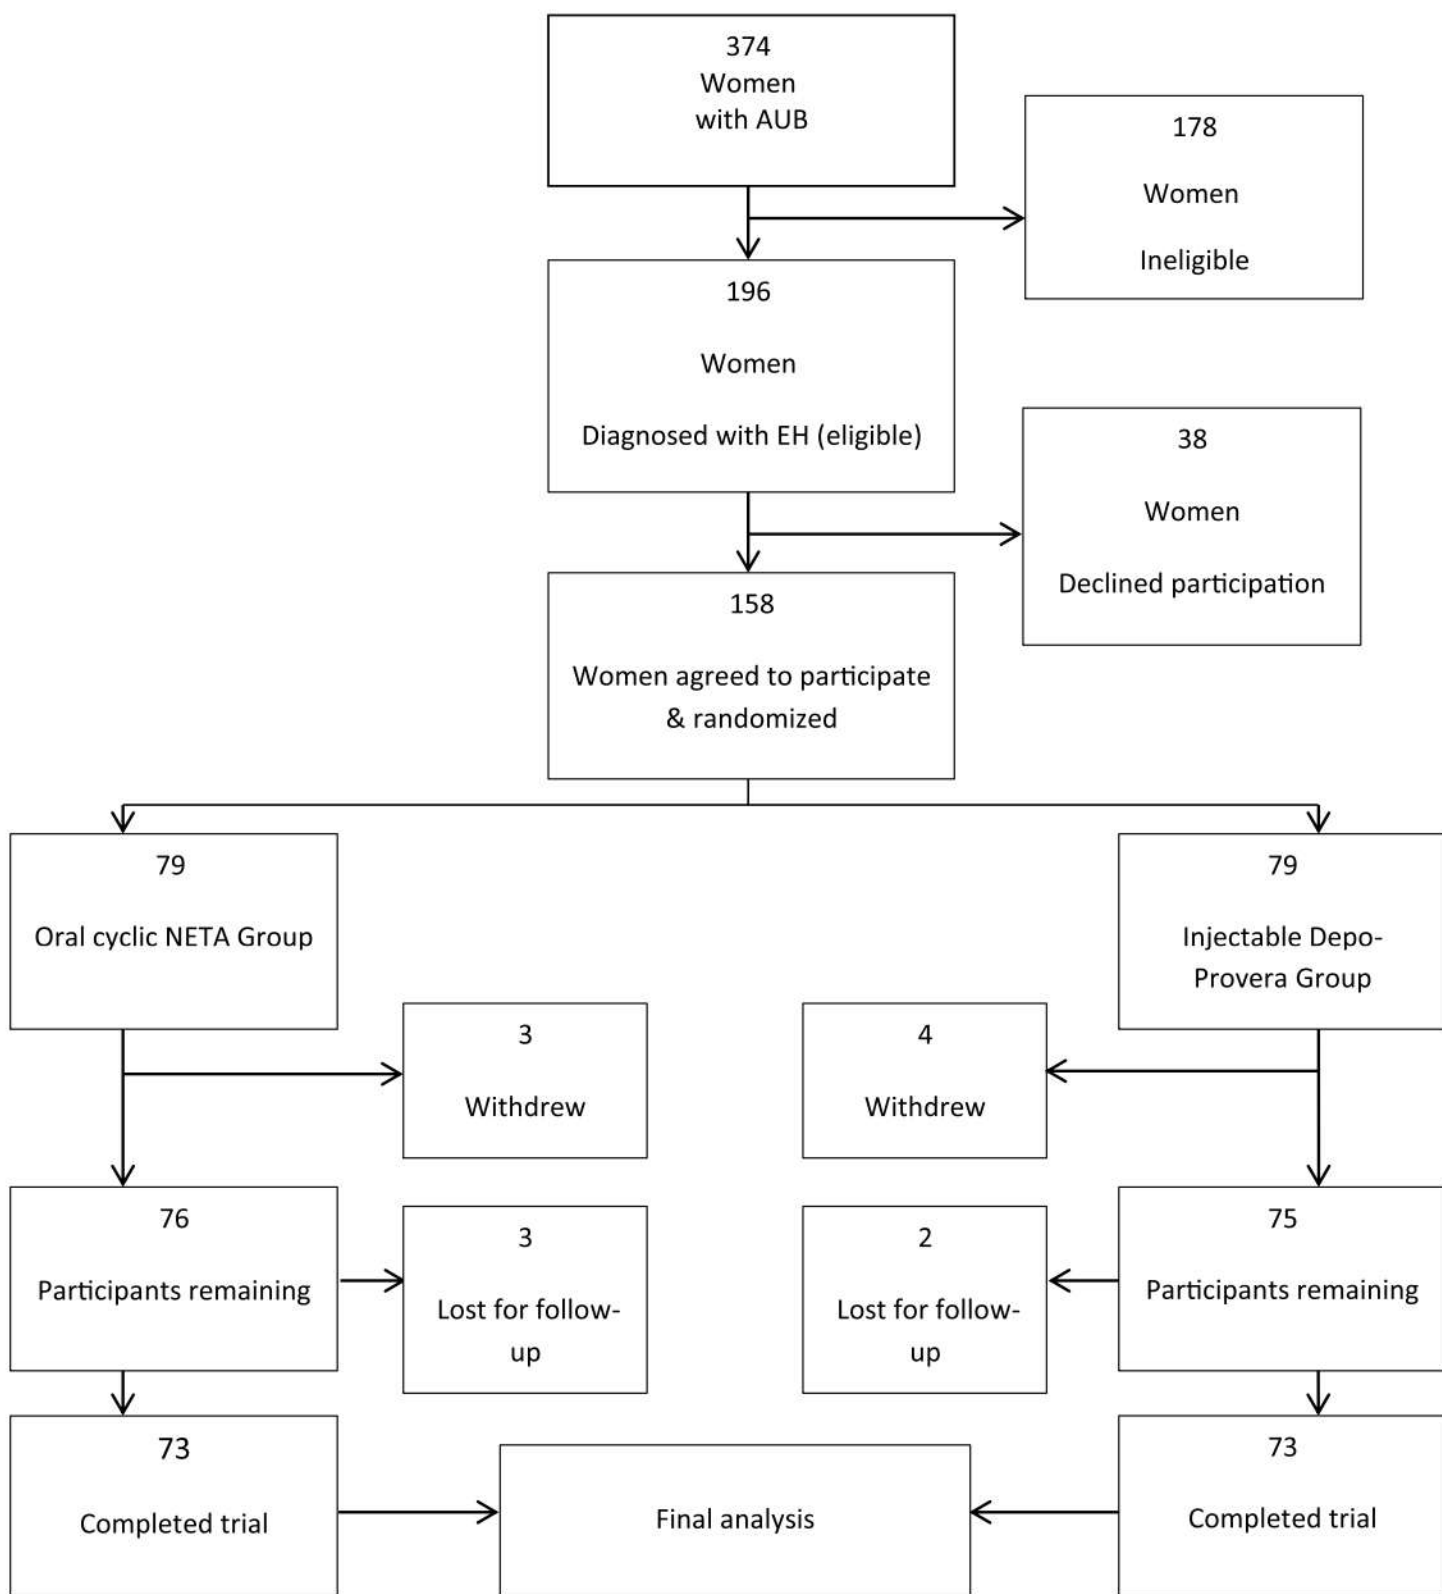 374
Women
with AUB
178
Women
Ineligible
196
Women
Diagnosed with EH (eligible)
38
Women
Declined participation
158
Women agreed to participate
& randomized
79
Oral cyclic NETA Group
79
Injectable Depo-
Provera Group
3
Withdrew
4
Withdrew
76
Participants remaining
3
Lost for follow-
up
2
Lost for follow-
up
75
Participants remaining
73
Completed trial
Final analysis
73
Completed trial